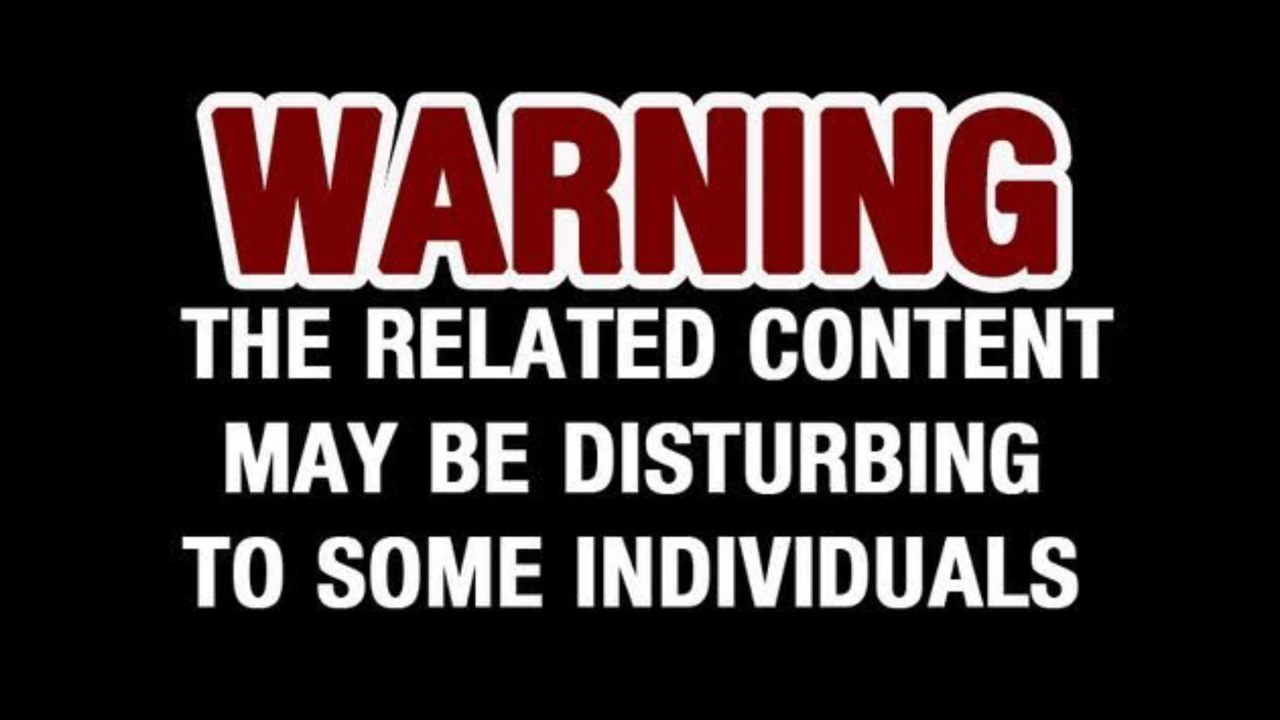 WARNING
THE RELATED CONTENT
MAY BE DISTURBING
TO SOME INDIVIDUALS